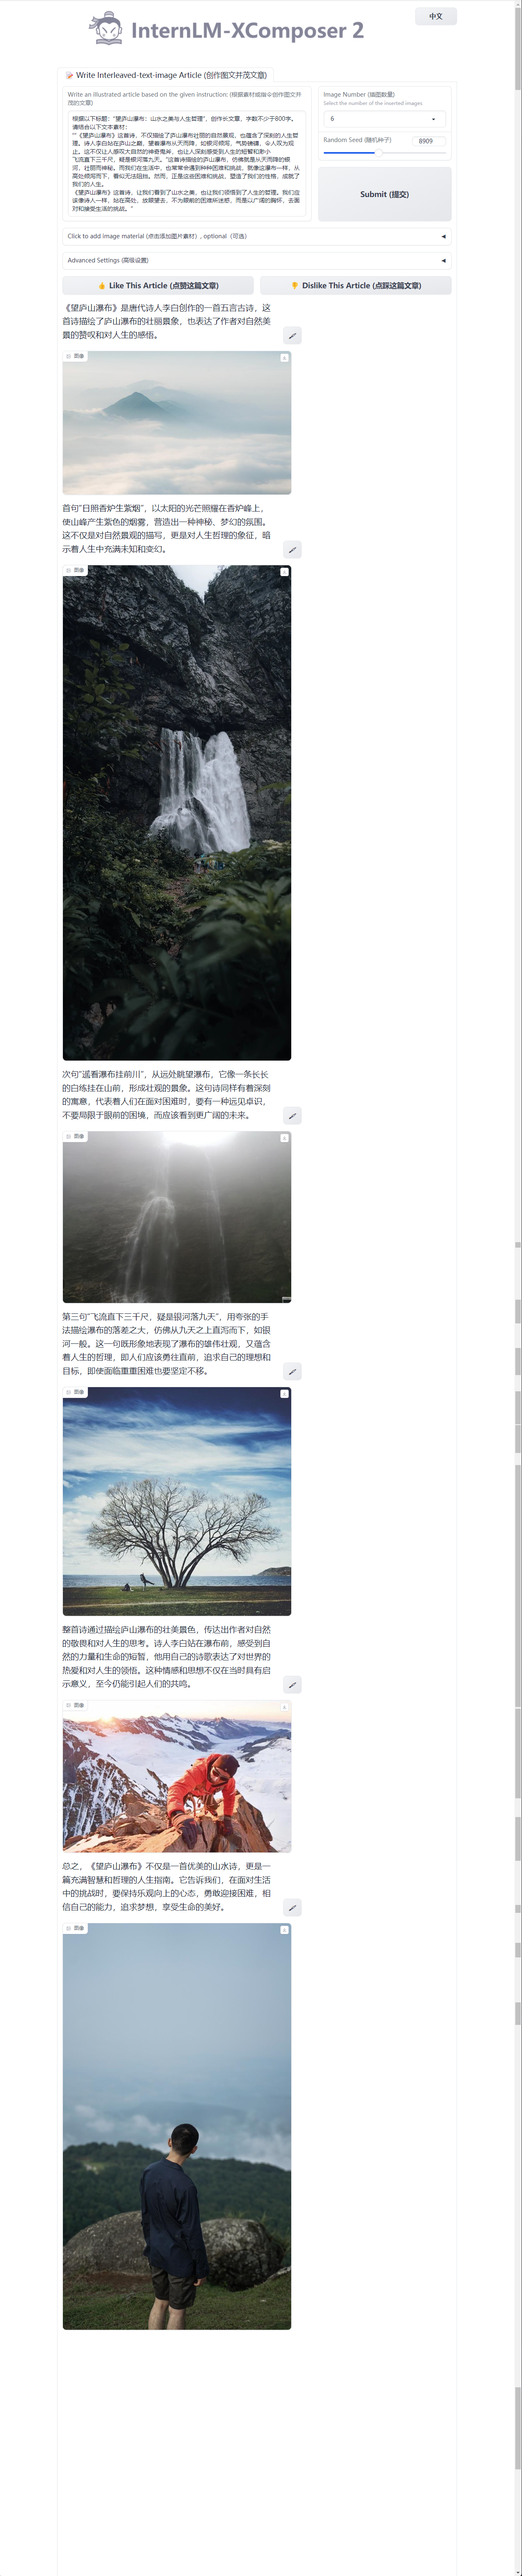 中文
InternLM-XComposer 2
📝 Write Interleaved-text-image Article (创作图文并茂文章)
Write an illustrated article based on the given instruction: (根据素材或指令创作图文并茂的文章)
根据以下标题：“望庐山瀑布：山水之美与人生哲理”，创作长文章，字数不少于800字。
请结合以下文本素材：
“《望庐山瀑布》这首诗，不仅描绘了庐山瀑布壮丽的自然景观，也蕴含了深刻的人生哲理。诗人李白站在庐山之巅，望着瀑布从天而降，如银河倾泻，气势磅礴，令人叹为观止。这不仅让人感叹大自然的神奇鬼斧，也让人深刻感受到人生的短暂和渺小
飞流直下三千尺，疑是银河落九天。”这首诗描绘的庐山瀑布，仿佛就是从天而降的银河，壮丽而神秘。而我们在生活中，也常常会遇到种种困难和挑战，就像这瀑布一样，从高处倾泻而下，看似无法阻挡。然而，正是这些困难和挑战，塑造了我们的性格，成就了我们的人生。
《望庐山瀑布》这首诗，让我们看到了山水之美，也让我们领悟到了人生的哲理。我们应该像诗人一样，站在高处，放眼望去，不为眼前的困难所迷惑，而是以广阔的胸怀，去面对和接受生活的挑战。”
Image Number (插图数量)
Select the number of the inserted images
6
Random Seed (随机种子)
8909
Submit (提交)
Click to add image material (点击添加图片素材) , optional（可选）
Advanced Settings (高级设置)
👍 Like This Article (点赞这篇文章)
👎 Dislike This Article (点踩这篇文章)
《望庐山瀑布》是唐代诗人李白创作的一首五言古诗，这
首诗描绘了庐山瀑布的壮丽景象，也表达了作者对自然美
景的赞叹和对人生的感悟。
图像
首句“日照香炉生紫烟”，以太阳的光芒照耀在香炉峰上，
使山峰产生紫色的烟雾，营造出一种神秘、梦幻的氛围。
这不仅是对自然景观的描写，更是对人生哲理的象征，暗
示着人生中充满未知和变幻。
图像
次句“遥看瀑布挂前川”，从远处眺望瀑布，它像一条长长
的白练挂在山前，形成壮观的景象。这句诗同样有着深刻
的寓意，代表着人们在面对困难时，要有一种远见卓识，
不要局限于眼前的困境，而应该看到更广阔的未来。
图像
第三句“飞流直下三千尺，疑是银河落九天”，用夸张的手
法描绘瀑布的落差之大，仿佛从九天之上直泻而下，如银
河一般。这一句既形象地表现了瀑布的雄伟壮观，又蕴含
着人生的哲理，即人们应该勇往直前，追求自己的理想和
目标，即使面临重重困难也要坚定不移。
图像
整首诗通过描绘庐山瀑布的壮美景色，传达出作者对自然
的敬畏和对人生的思考。诗人李白站在瀑布前，感受到自
然的力量和生命的短暂，他用自己的诗歌表达了对世界的
热爱和对人生的领悟。这种情感和思想不仅在当时具有启
示意义，至今仍能引起人们的共鸣。
图像
总之，《望庐山瀑布》不仅是一首优美的山水诗，更是一
篇充满智慧和哲理的人生指南。它告诉我们，在面对生活
中的挑战时，要保持乐观向上的心态，勇敢迎接困难，相
信自己的能力，追求梦想，享受生命的美好。
图像